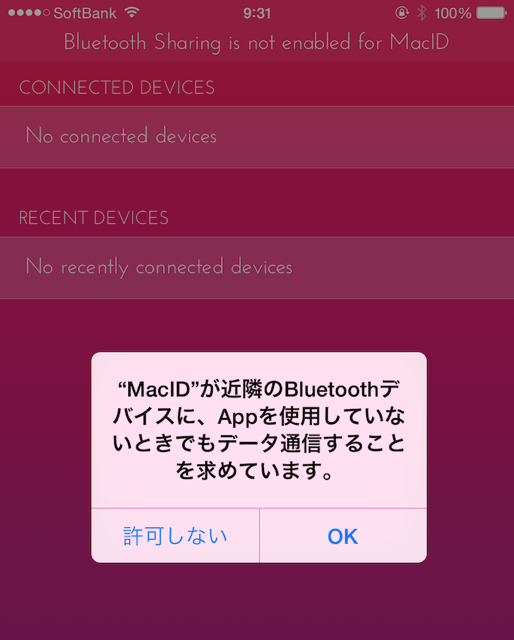 SoftBank 9:31 100%
Bluetooth Sharing is not enabled for MacID
CONNECTED DEVICES
No connected devices
RECENT DEVICES
No recently connected devices
“MacID”が近隣のBluetoothデ
バイスに、Appを使用していな
いときでもデータ通信すること
を求めています。
許可しない OK